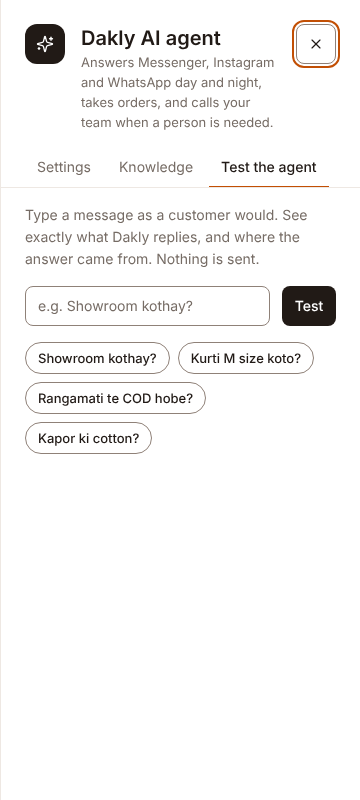 Dakly AI agent
Answers Messenger, Instagram
and WhatsApp day and night,
takes orders, and calls your
team when a person is needed.
Settings Knowledge Test the agent
Type a message as a customer would. See
exactly what Dakly replies, and where the
answer came from. Nothing is sent.
e.g. Showroom kothay? Test
Showroom kothay? Kurti M size koto?
Rangamati te COD hobe?
Kapor ki cotton?